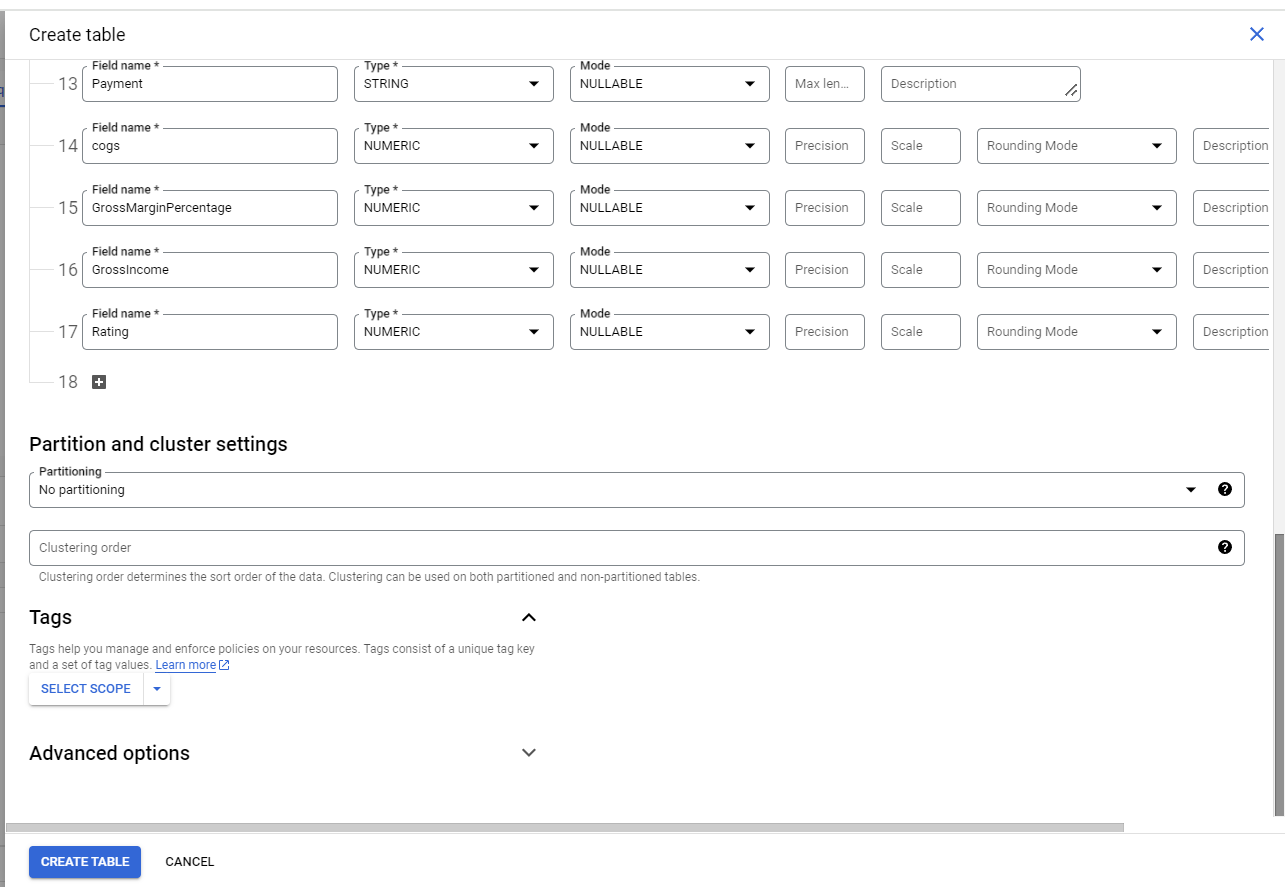 Create table
Field name * Type * Mode
13 Payment STRING NULLABLE Max len... Description
Field name * Type * Mode
14 cogs NUMERIC NULLABLE Precision Scale Rounding Mode Description
Field name * Type * Mode
15 GrossMarginPercentage NUMERIC NULLABLE Precision Scale Rounding Mode Description
Field name * Type * Mode
16 GrossIncome NUMERIC NULLABLE Precision Scale Rounding Mode Description
Field name * Type * Mode
17 Rating NUMERIC NULLABLE Precision Scale Rounding Mode Description
18
Partition and cluster settings
Partitioning
No partitioning
Clustering order
Clustering order determines the sort order of the data. Clustering can be used on both partitioned and non-partitioned tables.
Tags
Tags help you manage and enforce policies on your resources. Tags consist of a unique tag key
and a set of tag values. Learn more
SELECT SCOPE
Advanced options
CREATE TABLE CANCEL